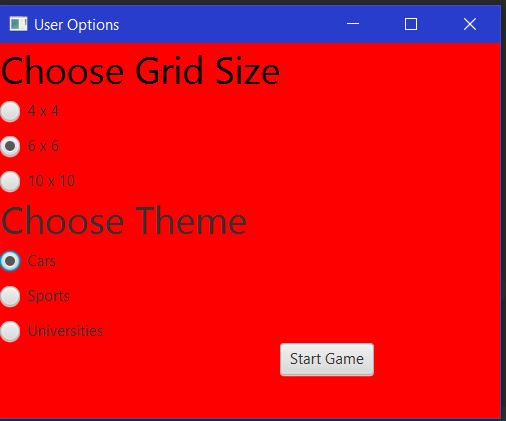 User Options
Choose Grid Size
4 x 4
6 x 6
10 x 10
Choose Theme
Cars
Sports
Universities
Start Game